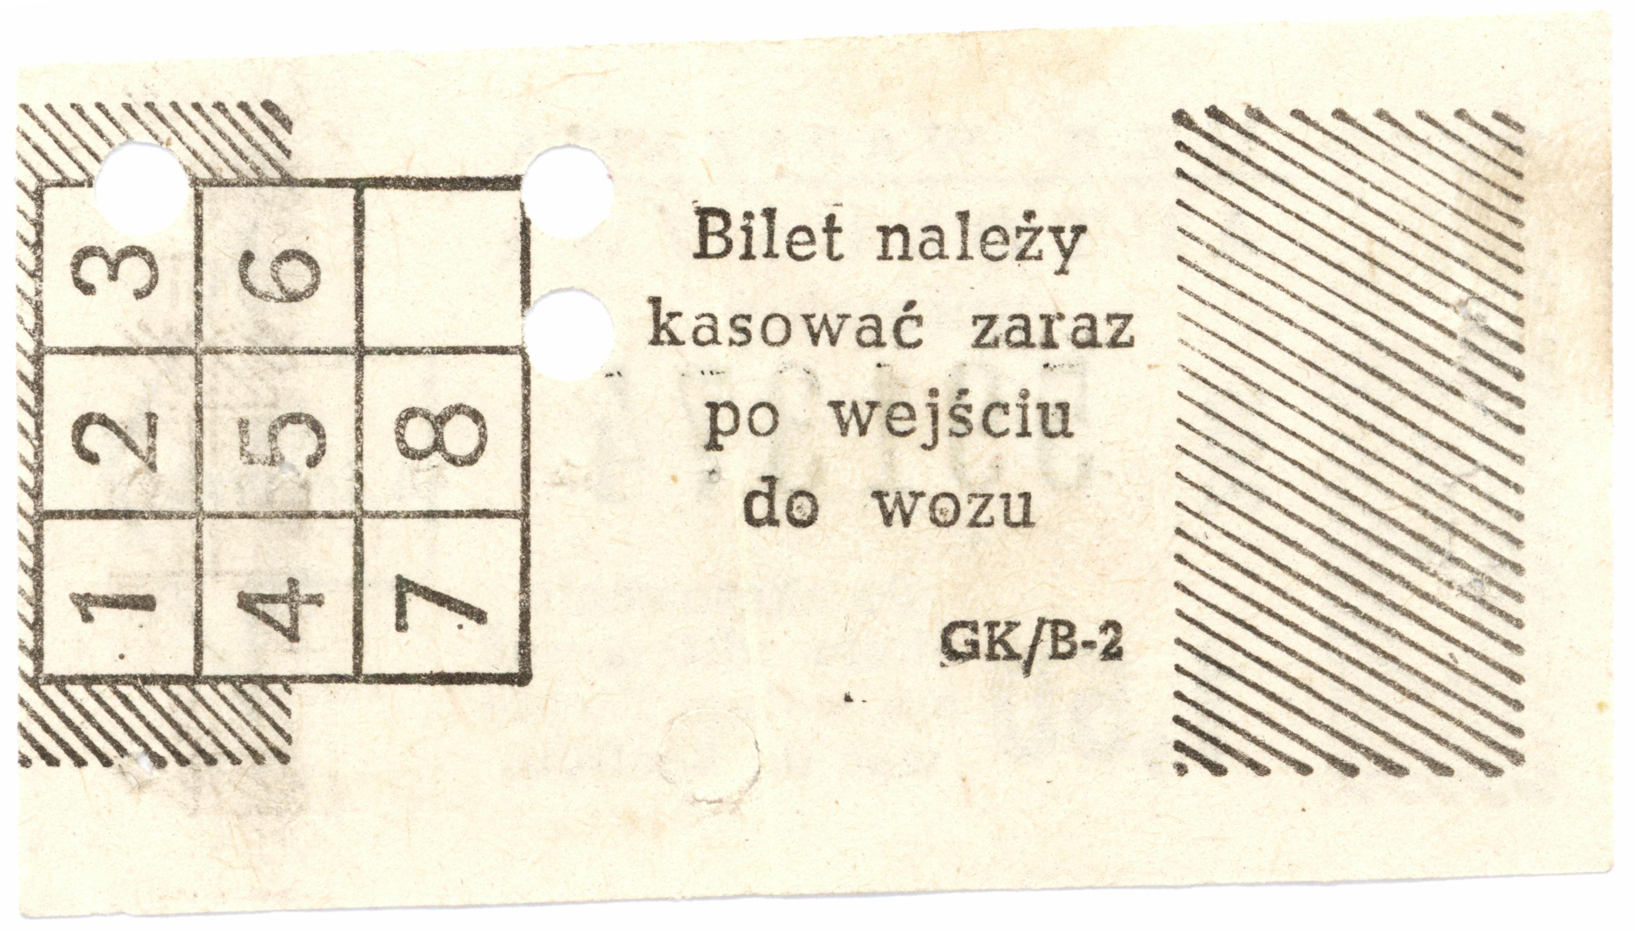 3 6
2 5 8
1 4 7
Bilet należy
kasować zaraz
po wejściu
do wozu
GK/B-2